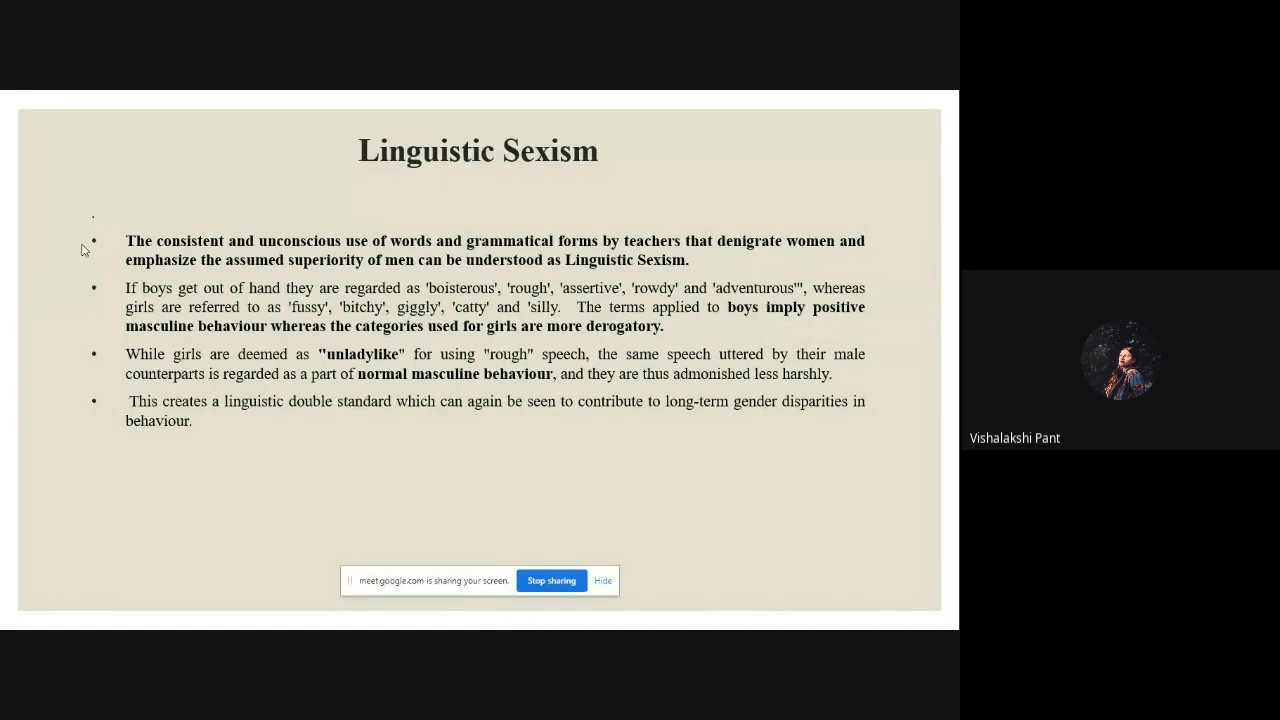 Linguistic Sexism
.
• The consistent and unconscious use of words and grammatical forms by teachers that denigrate women and
emphasize the assumed superiority of men can be understood as Linguistic Sexism.
• If boys get out of hand they are regarded as 'boisterous', 'rough', 'assertive', 'rowdy' and 'adventurous'", whereas
girls are referred to as 'fussy', 'bitchy', giggly', 'catty' and 'silly. The terms applied to boys imply positive
masculine behaviour whereas the categories used for girls are more derogatory.
• While girls are deemed as "unladylike" for using "rough" speech, the same speech uttered by their male
counterparts is regarded as a part of normal masculine behaviour, and they are thus admonished less harshly.
• This creates a linguistic double standard which can again be seen to contribute to long-term gender disparities in
behaviour.
meet.google.com is sharing your screen. Stop sharing Hide
Vishalakshi Pant